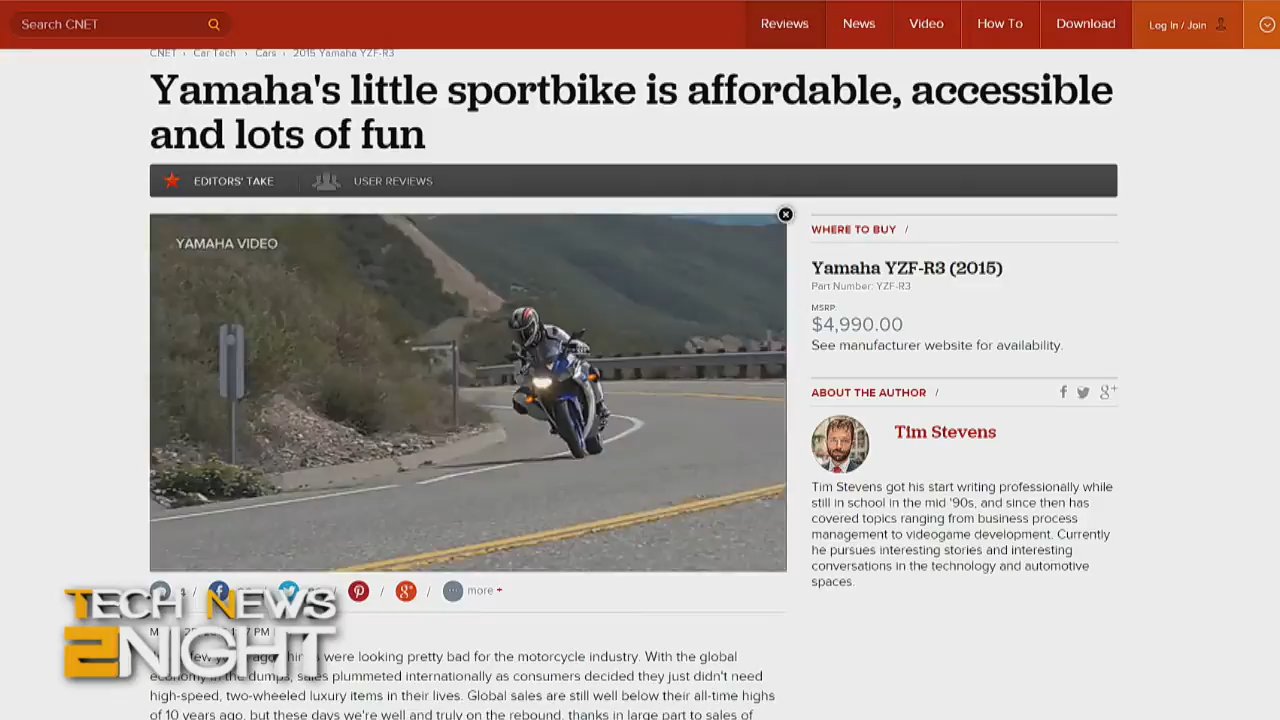 Search CNET
Reviews
News
Video
How To
Download
Log In / Join
CNET › Car Tech › Cars › 2015 Yamaha YZF-R3
Yamaha's little sportbike is affordable, accessible
and lots of fun
EDITORS' TAKE
USER REVIEWS
YAMAHA VIDEO
WHERE TO BUY /
Yamaha YZF-R3 (2015)
Part Number: YZF-R3
MSRP:
$4,990.00
See manufacturer website for availability.
ABOUT THE AUTHOR /
Tim Stevens
Tim Stevens got his start writing professionally while
still in school in the mid '90s, and since then has
covered topics ranging from business process
management to videogame development. Currently
he pursues interesting stories and interesting
conversations in the technology and automotive
spaces.
more +
TECH NEWS
2NIGHT
PM
few were looking pretty bad for the motorcycle industry. With the global
economy in the dumps, sales plummeted internationally as consumers decided they just didn't need
high-speed, two-wheeled luxury items in their lives. Global sales are still well below their all-time highs
of 10 years ago, but these days we're well and truly on the rebound, thanks in large part to sales of